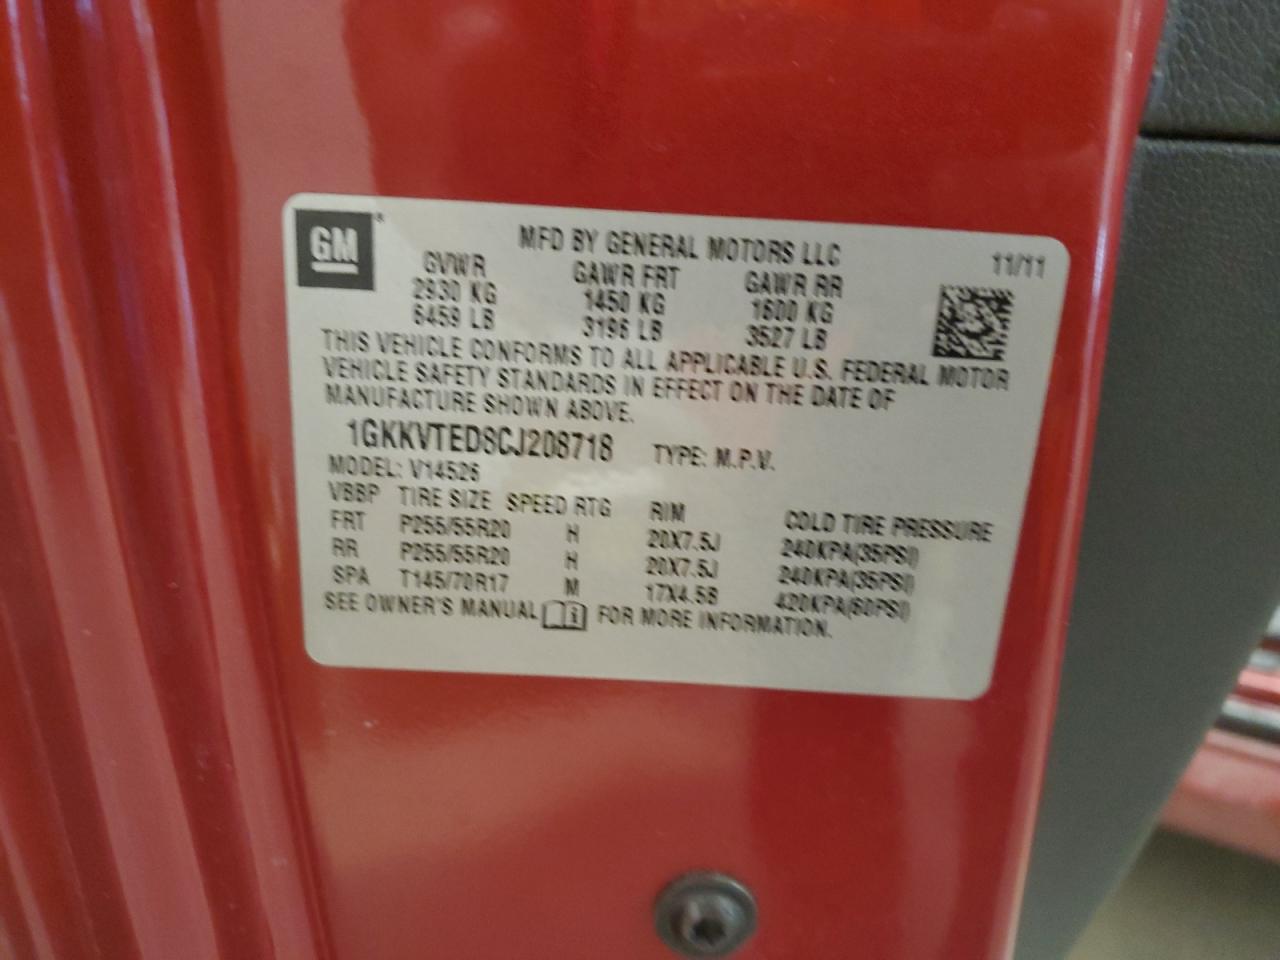 GM®
MFD BY GENERAL MOTORS LLC 11/11
GVWR GAWR FRT GAWR RR
2930 KG 1450 KG 1600 KG
6459 LB 3196 LB 3527 LB
THIS VEHICLE CONFORMS TO ALL APPLICABLE U.S. FEDERAL MOTOR
VEHICLE SAFETY STANDARDS IN EFFECT ON THE DATE OF
MANUFACTURE SHOWN ABOVE.
1GKKVTED8CJ208718 TYPE: M.P.V.
MODEL: V14526
VBBP TIRE SIZE SPEED RTG RIM COLD TIRE PRESSURE
FRT P255/55R20 H 20X7.5J 240KPA(35PSI)
RR P255/55R20 H 20X7.5J 240KPA(35PSI)
SPA T145/70R17 M 17X4.5B 420KPA(60PSI)
SEE OWNER'S MANUAL FOR MORE INFORMATION.